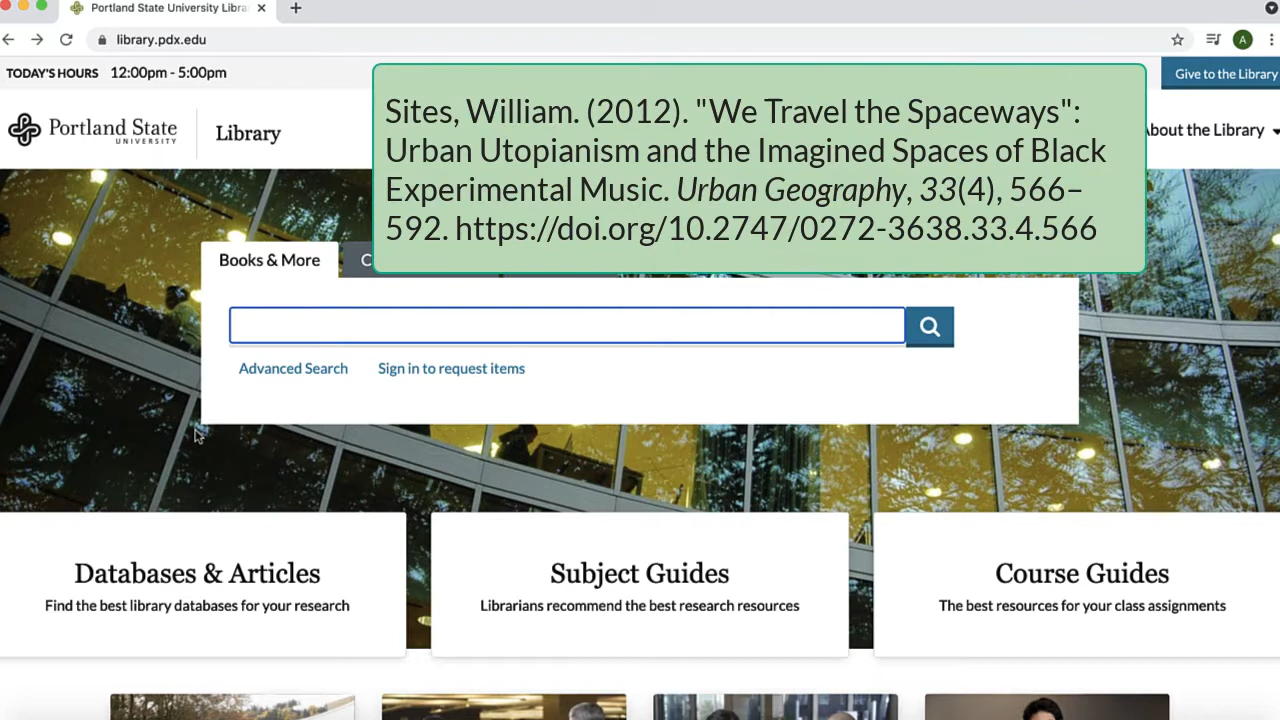 Portland State University Libra
library.pdx.edu
A
TODAY'S HOURS 12:00pm - 5:00pm
Give to the Library
Portland State
UNIVERSITY
Library
About the Library
Sites, William. (2012). "We Travel the Spaceways":
Urban Utopianism and the Imagined Spaces of Black
Experimental Music. Urban Geography, 33(4), 566–
592. https://doi.org/10.2747/0272-3638.33.4.566
Books & More
C
Advanced Search Sign in to request items
Databases & Articles
Find the best library databases for your research
Subject Guides
Librarians recommend the best research resources
Course Guides
The best resources for your class assignments